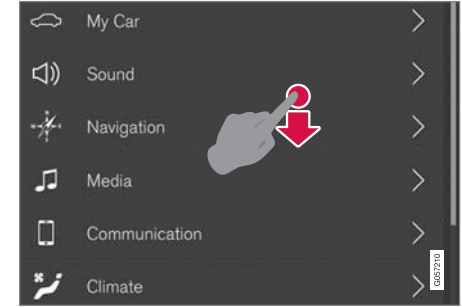 My Car
Sound
Navigation
Media
Communication
Climate
G057210